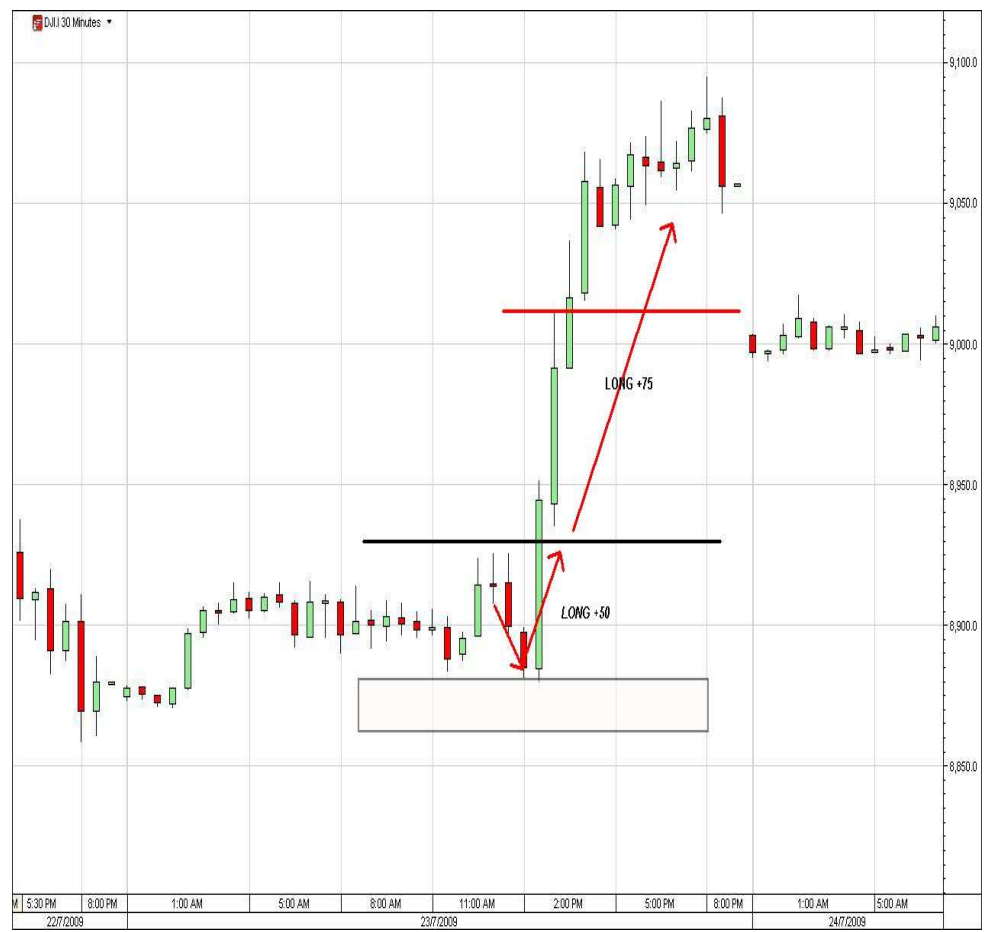 DJI.I 30 Minutes
9,100.0
9,050.0
9,000.0
LONG +75
8,950.0
LONG +50
8,900.0
8,850.0
5:30 PM 8:00 PM 1:00 AM 5:00 AM 8:00 AM 11:00 AM 2:00 PM 5:00 PM 8:00 PM 1:00 AM 5:00 AM
22/7/2009 23/7/2009 24/7/2009